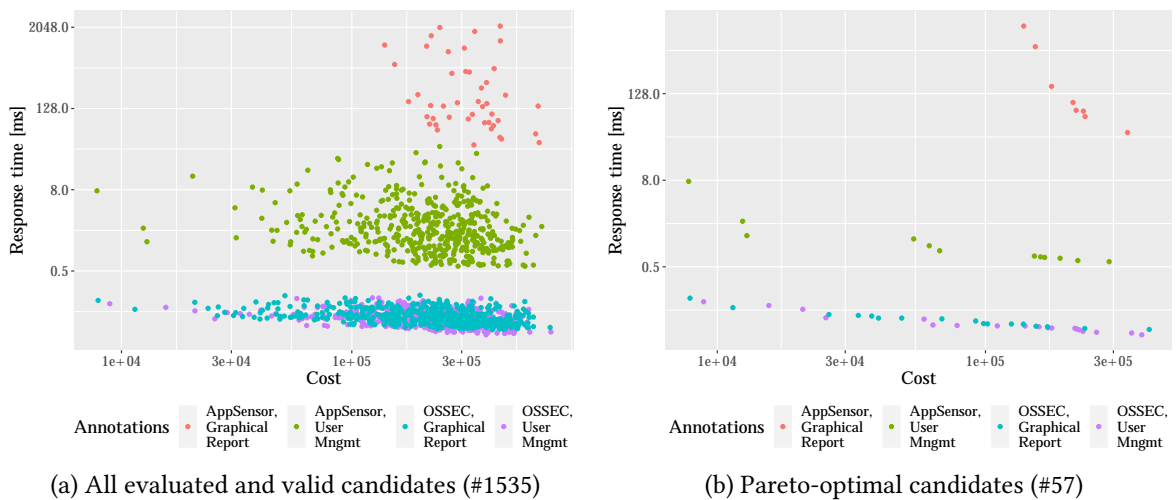 2048.0
128.0
8.0
0.5
Response time [ms]
1e+04
3e+04
1e+05
3e+05
Cost
Annotations
AppSensor,
Graphical
Report
AppSensor,
User
Mngmt
OSSEC,
Graphical
Report
OSSEC,
User
Mngmt
(a) All evaluated and valid candidates (#1535)
128.0
8.0
0.5
Response time [ms]
1e+04
3e+04
1e+05
3e+05
Cost
Annotations
AppSensor,
Graphical
Report
AppSensor,
User
Mngmt
OSSEC,
Graphical
Report
OSSEC,
User
Mngmt
(b) Pareto-optimal candidates (#57)